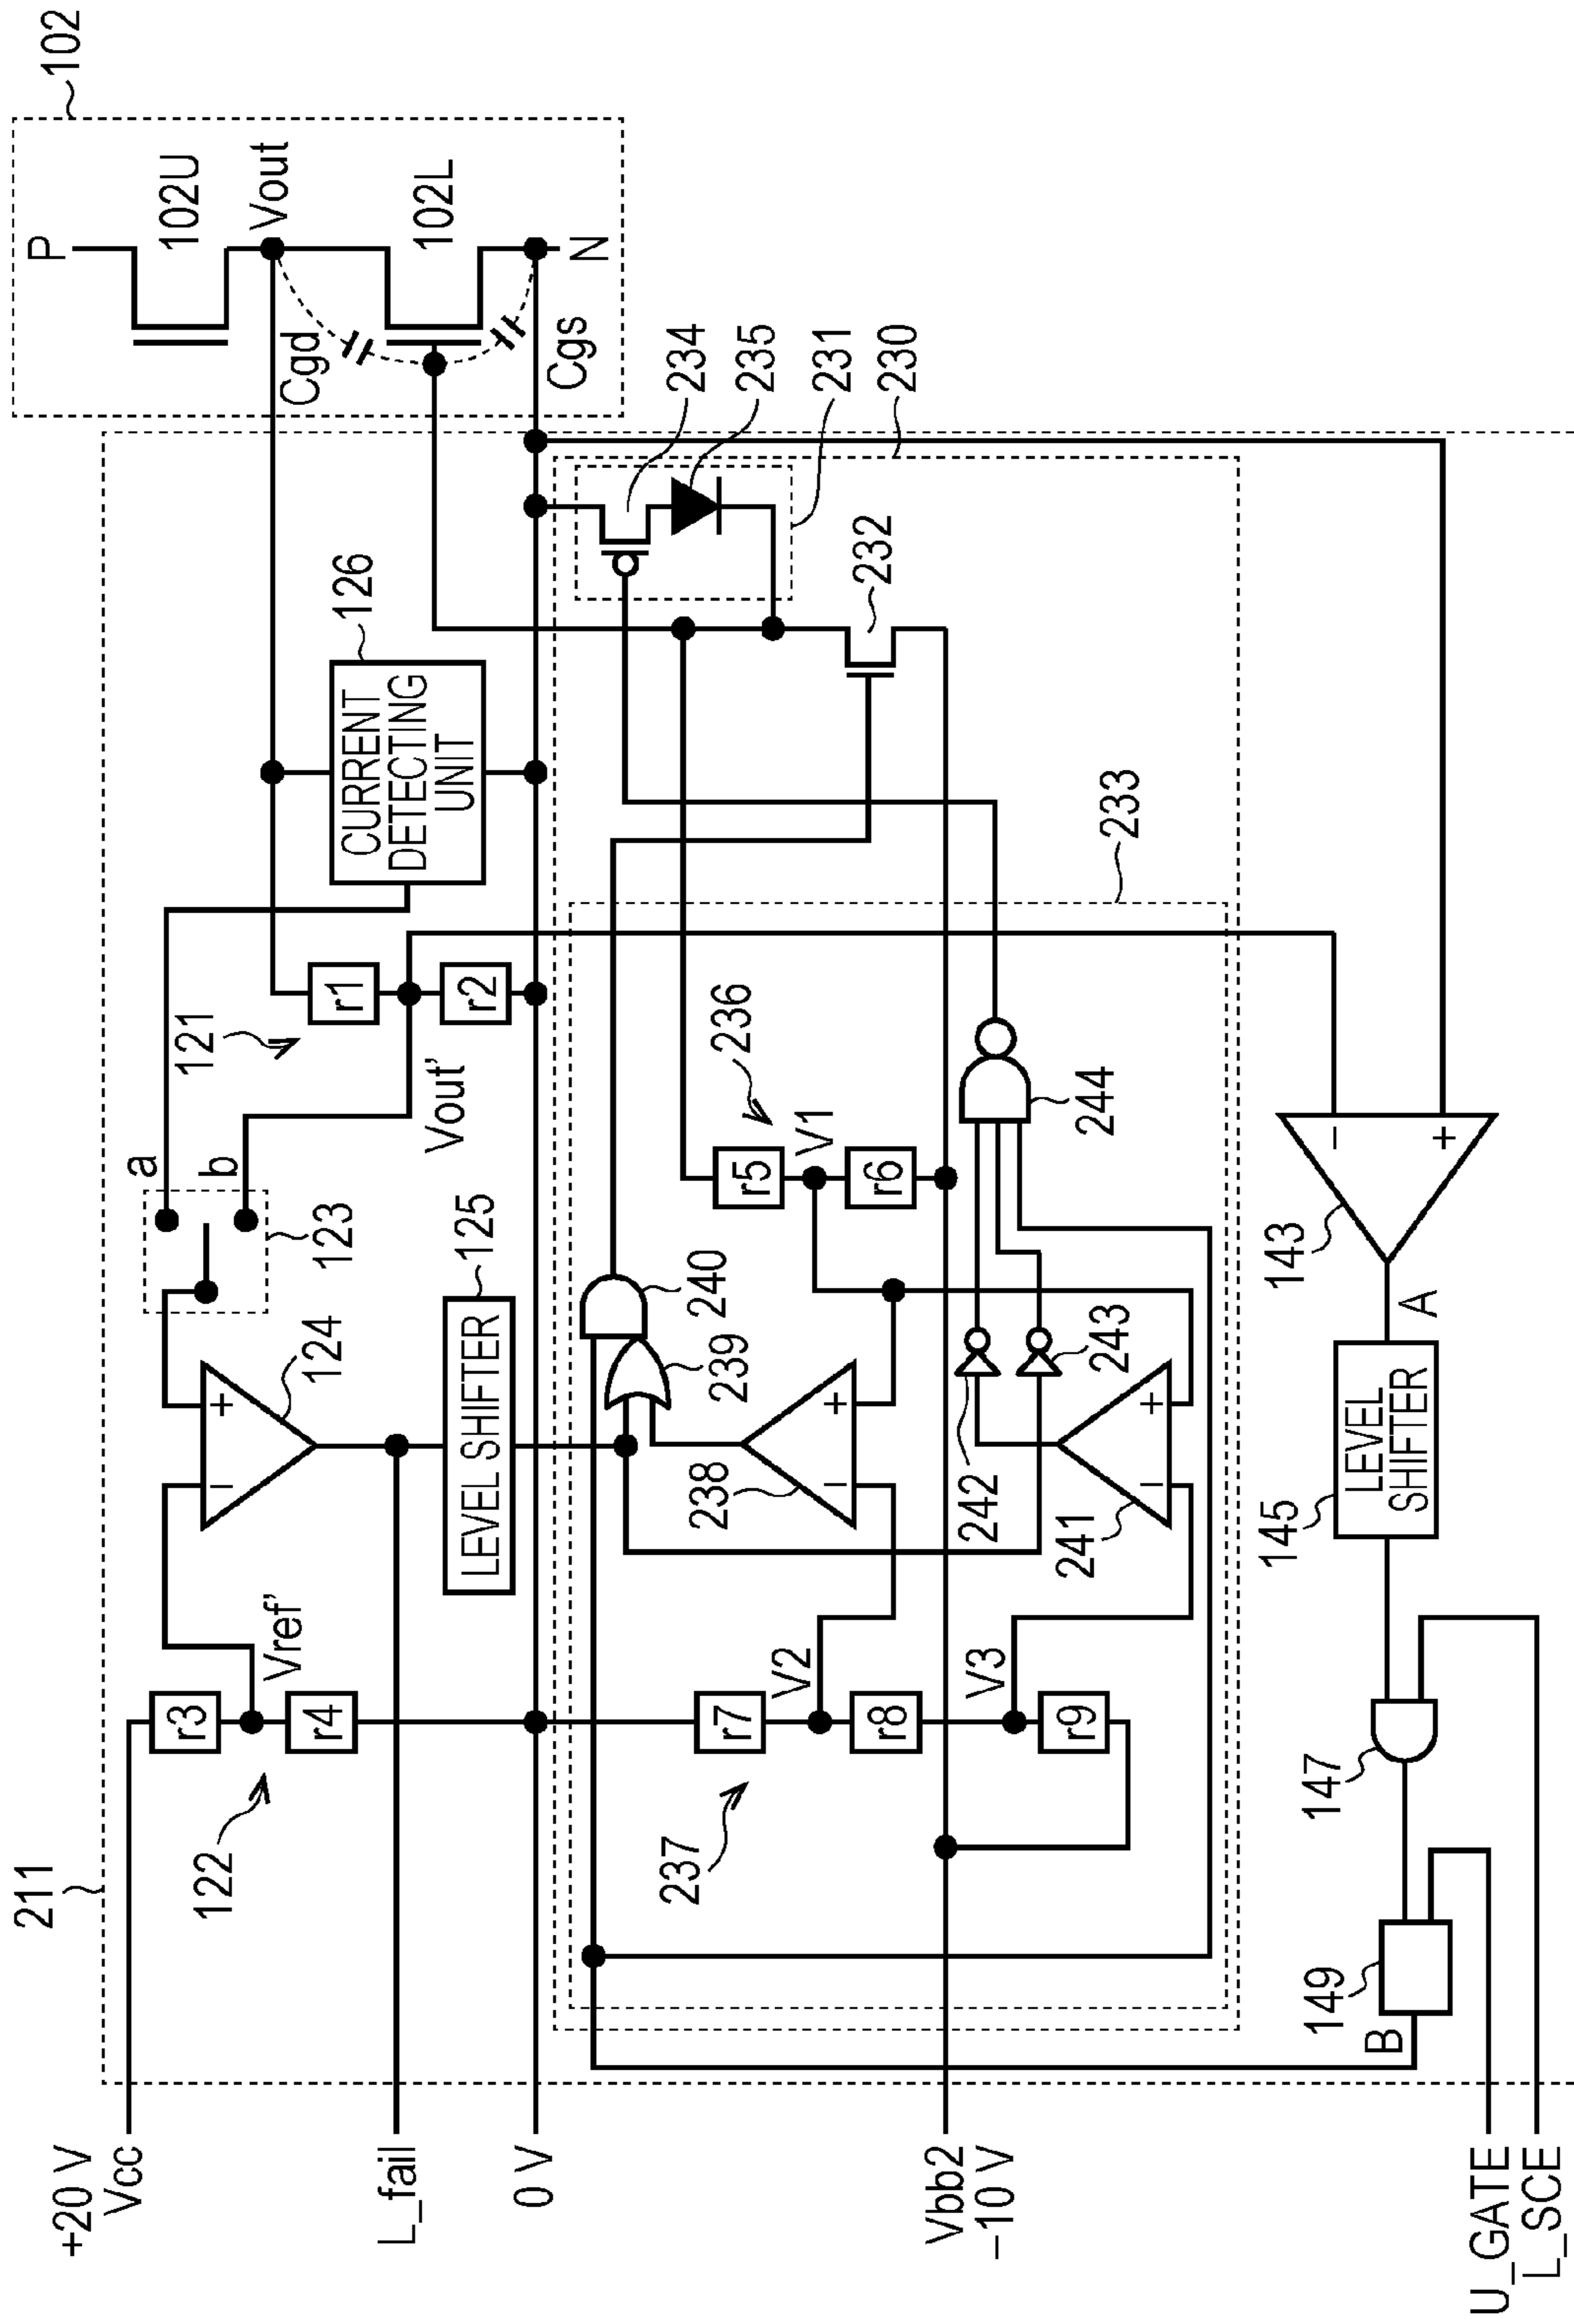 211
+20 V
Vcc
L_fail
0 V
Vbb2
−10 V
U_GATE
L_SCE
122
r3
Vref'
r4
−
+
124
123
a
b
Vout'
121
r1
r2
CURRENT
DETECTING
UNIT
126
LEVEL SHIFTER
125
P
102
102U
Vout
102L
Cgd
Cgs
N
234
235
231
230
232
233
237
r7
V2
r8
V3
r9
238
−
+
239
240
236
r5
V1
r6
241
−
+
242
243
244
149
B
147
145
LEVEL
SHIFTER
A
143
−
+